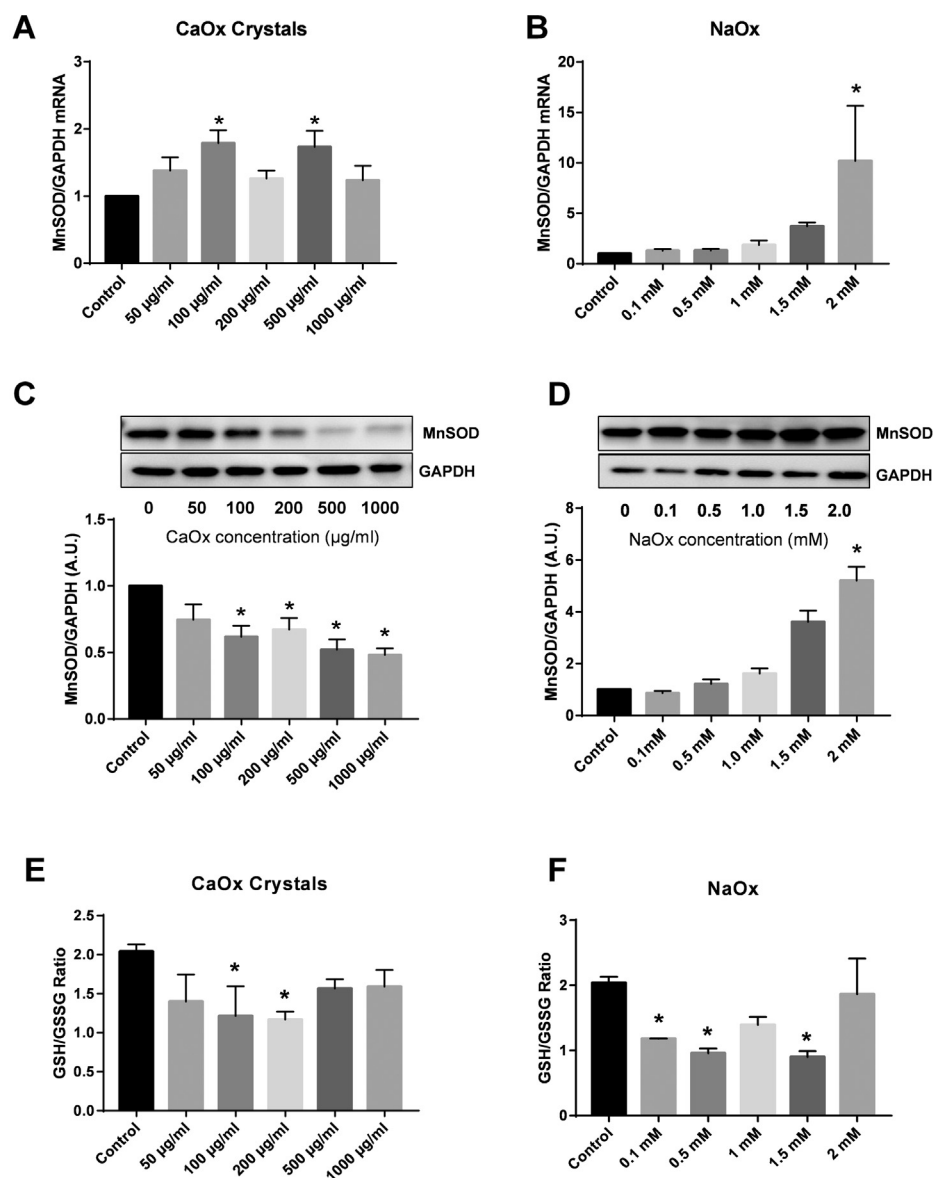 A
CaOx Crystals
MnSOD/GAPDH mRNA
3
2
1
0
* *
Control
50 µg/ml
100 µg/ml
200 µg/ml
500 µg/ml
1000 µg/ml
B
NaOx
MnSOD/GAPDH mRNA
20
15
10
5
0
*
Control
0.1 mM
0.5 mM
1 mM
1.5 mM
2 mM
C
MnSOD
GAPDH
0 50 100 200 500 1000
CaOx concentration (µg/ml)
MnSOD/GAPDH (A.U.)
1.5
1.0
0.5
0.0
* * * *
Control
50 µg/ml
100 µg/ml
200 µg/ml
500 µg/ml
1000 µg/ml
D
MnSOD
GAPDH
0 0.1 0.5 1.0 1.5 2.0
NaOx concentration (mM)
MnSOD/GAPDH (A.U.)
8
6
4
2
0
*
Control
0.1mM
0.5 mM
1.0 mM
1.5 mM
2 mM
E
CaOx Crystals
GSH/GSSG Ratio
2.5
2.0
1.5
1.0
0.5
0.0
* *
Control
50 µg/ml
100 µg/ml
200 µg/ml
500 µg/ml
1000 µg/ml
F
NaOx
GSH/GSSG Ratio
3
2
1
0
* * *
Control
0.1 mM
0.5 mM
1 mM
1.5 mM
2 mM